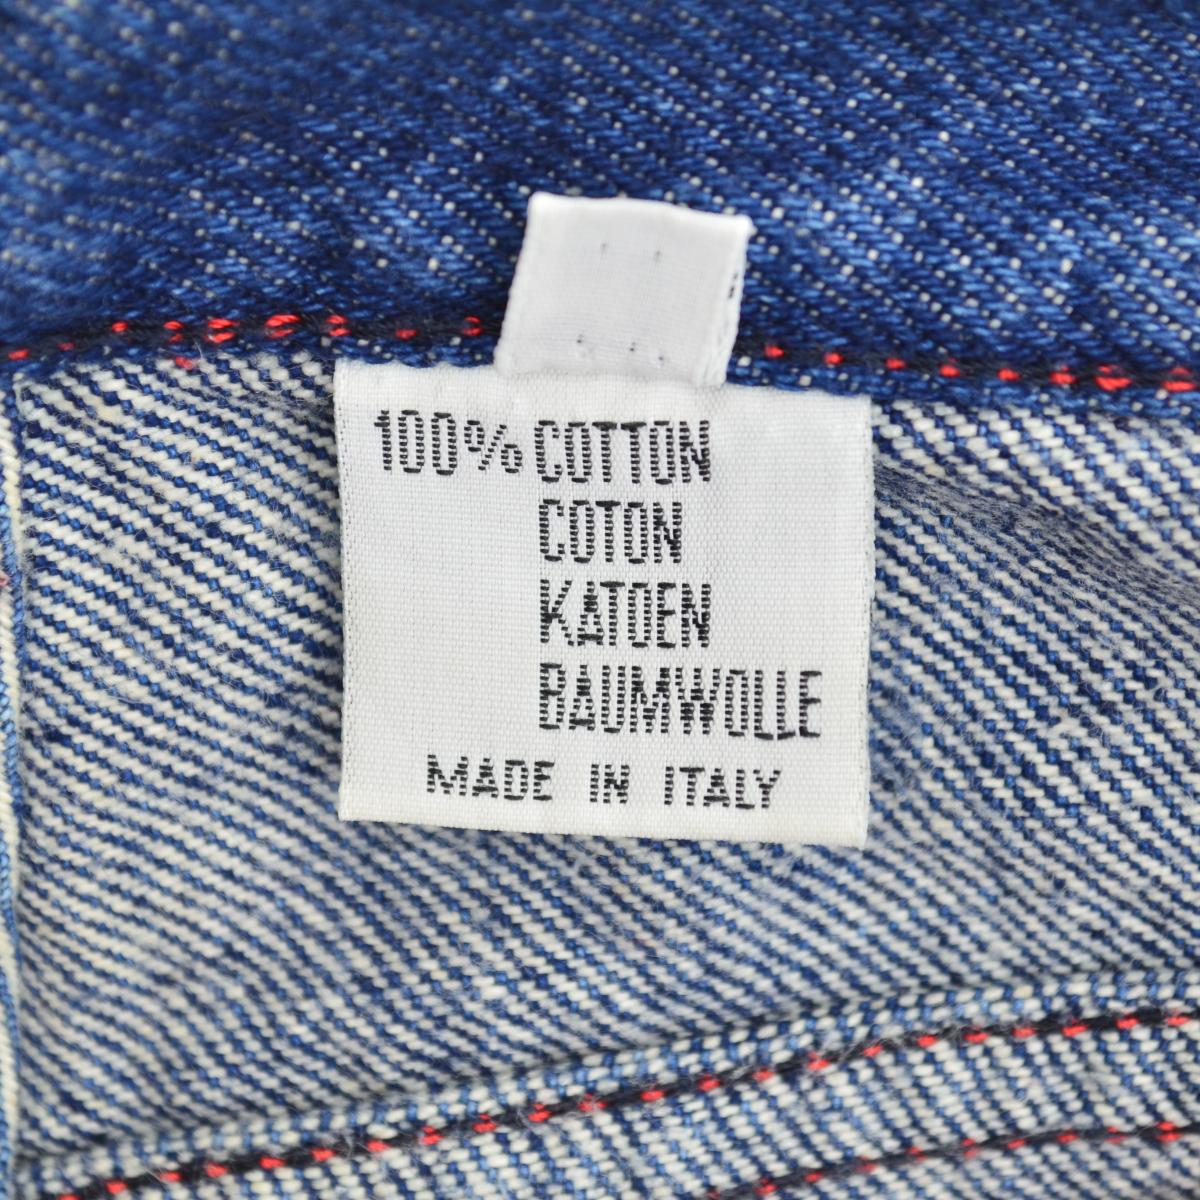 100% COTTON
COTON
KATOEN
BAUMWOLLE
MADE IN ITALY